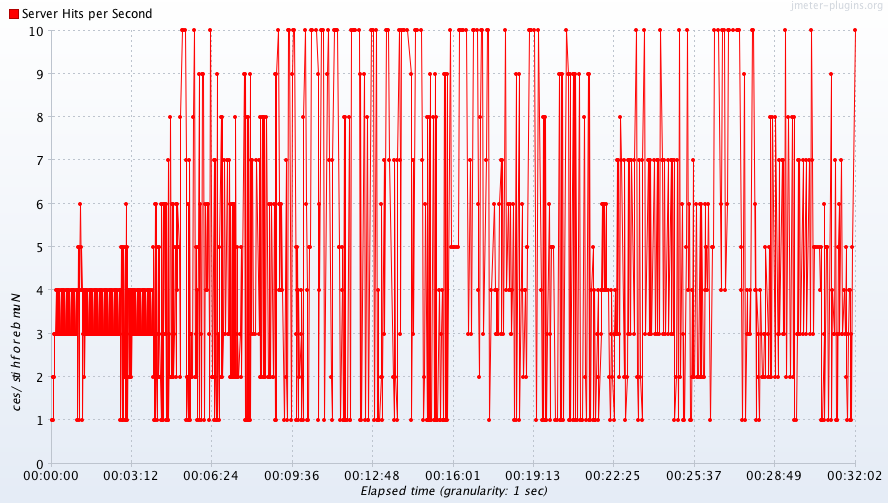 jmeter-plugins.org
Server Hits per Second
10
9
8
7
6
5
4
3
2
1
0
Number of hits /sec
00:00:00 00:03:12 00:06:24 00:09:36 00:12:48 00:16:01 00:19:13 00:22:25 00:25:37 00:28:49 00:32:02
Elapsed time (granularity: 1 sec)